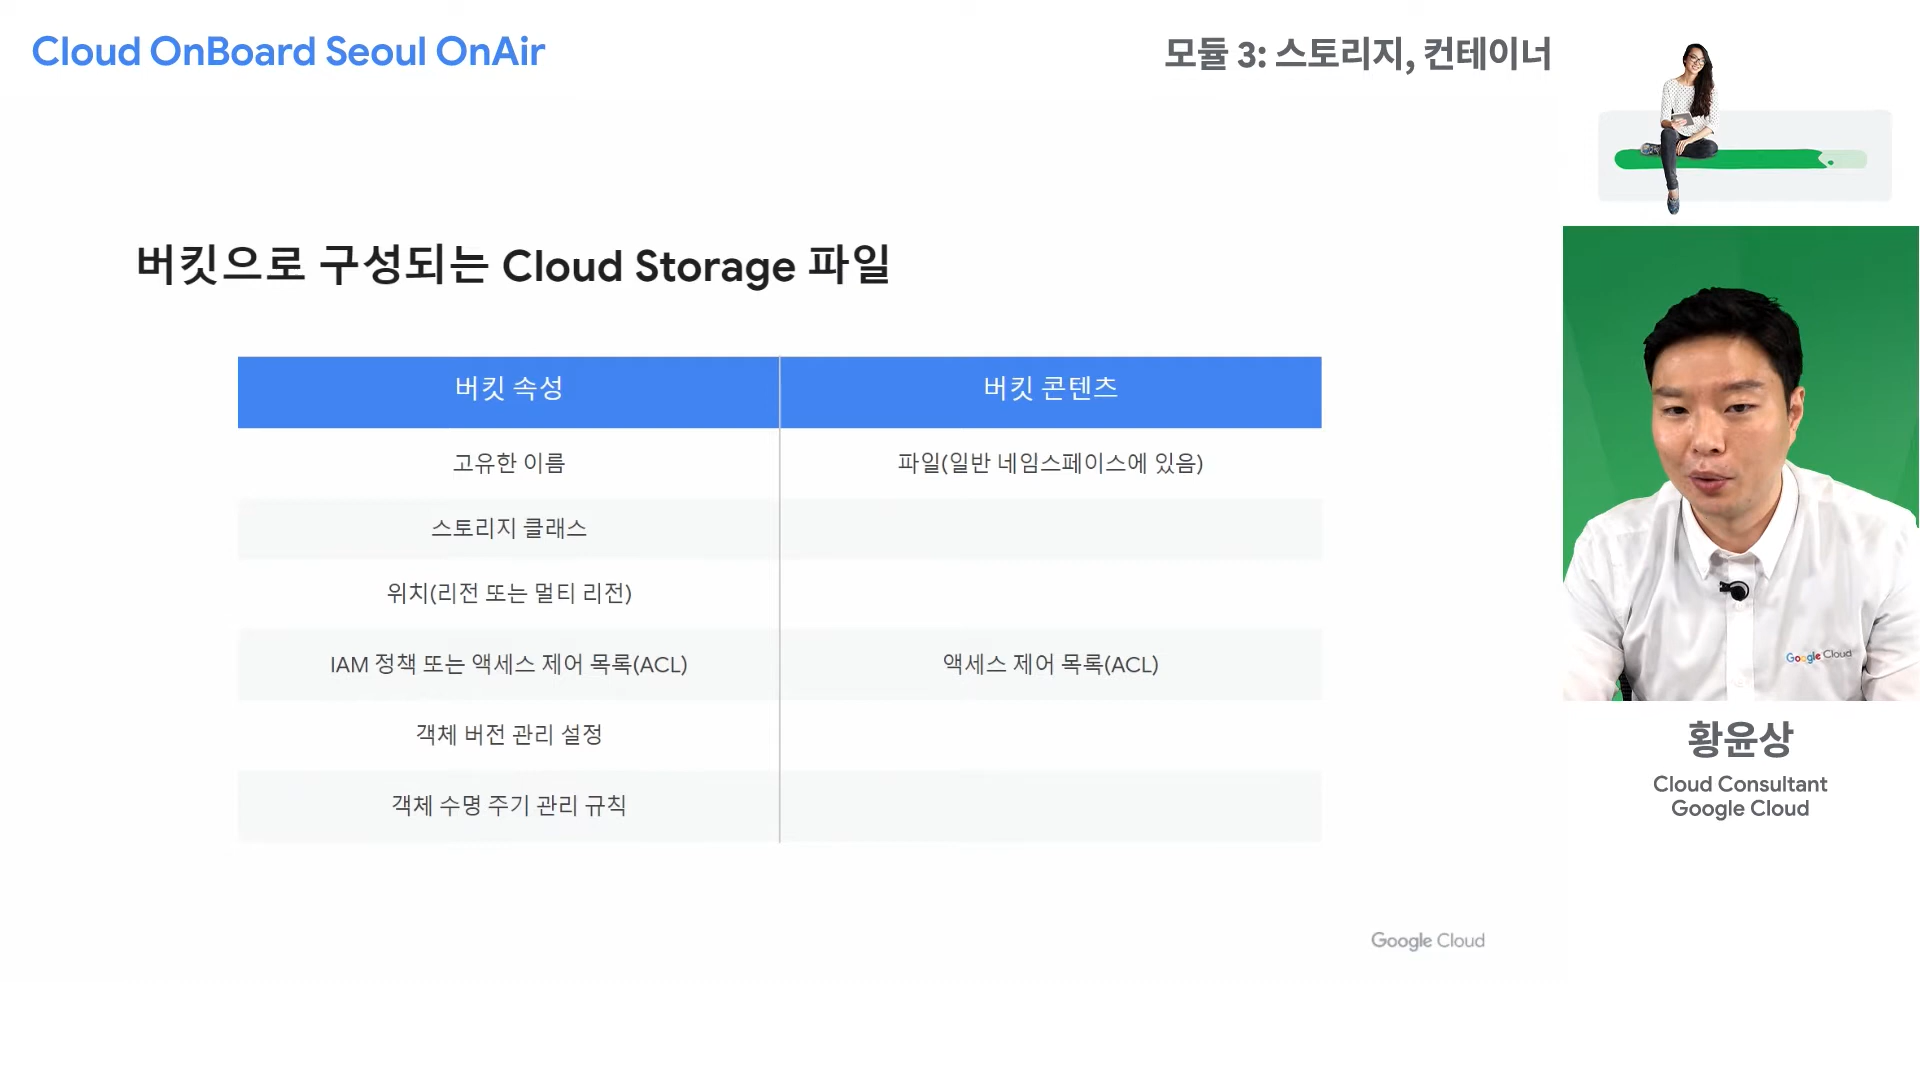 Cloud OnBoard Seoul OnAir
모듈 3: 스토리지, 컨테이너
버킷으로 구성되는 Cloud Storage 파일
버킷 속성
버킷 콘텐츠
고유한 이름
파일(일반 네임스페이스에 있음)
스토리지 클래스
위치(리전 또는 멀티 리전)
IAM 정책 또는 액세스 제어 목록(ACL)
액세스 제어 목록(ACL)
객체 버전 관리 설정
객체 수명 주기 관리 규칙
Google Cloud
Google Cloud
황윤상
Cloud Consultant
Google Cloud